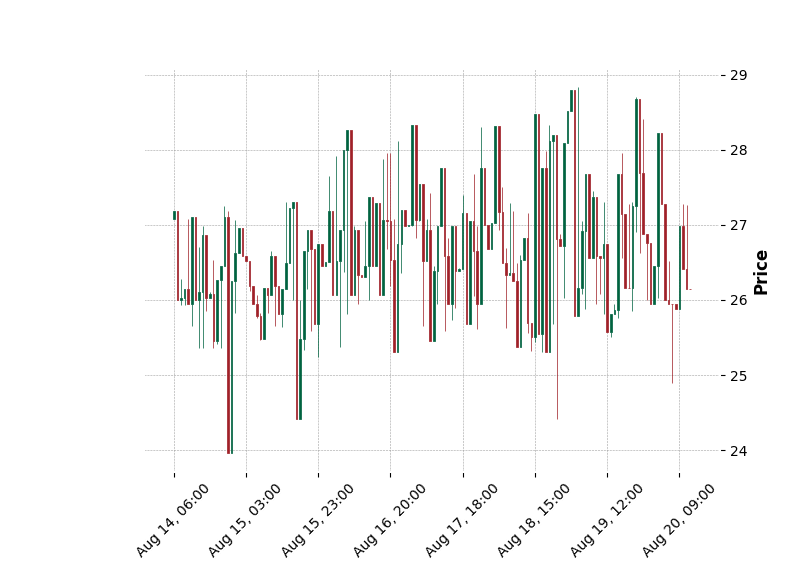 29
28
27
26
25
24
Price
Aug 14, 06:00
Aug 15, 03:00
Aug 15, 23:00
Aug 16, 20:00
Aug 17, 18:00
Aug 18, 15:00
Aug 19, 12:00
Aug 20, 09:00